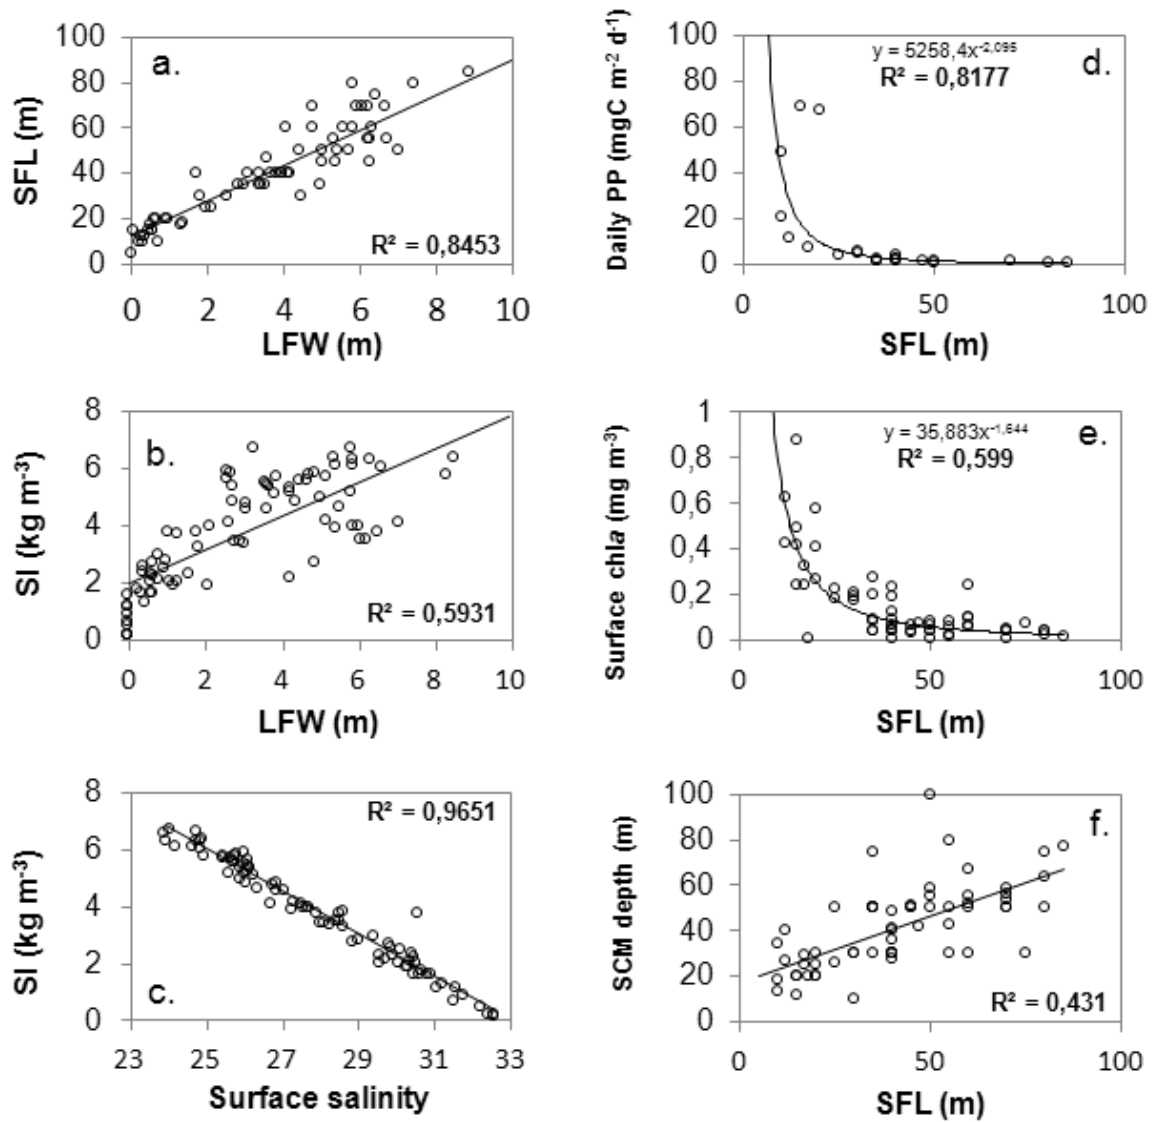 a.
SFL (m)
100
80
60
40
20
0
R² = 0,8453
0 2 4 6 8 10
LFW (m)
d.
Daily PP (mgC m⁻² d⁻¹)
100
80
60
40
20
0
y = 5258,4x⁻²,⁰⁹⁵
R² = 0,8177
0 50 100
SFL (m)
b.
SI (kg m⁻³)
8
6
4
2
0
R² = 0,5931
0 2 4 6 8 10
LFW (m)
e.
Surface chla (mg m⁻³)
1
0,8
0,6
0,4
0,2
0
y = 35,883x⁻¹,⁶⁴⁴
R² = 0,599
0 50 100
SFL (m)
c.
SI (kg m⁻³)
8
6
4
2
0
R² = 0,9651
23 25 27 29 31 33
Surface salinity
f.
SCM depth (m)
100
80
60
40
20
0
R² = 0,431
0 50 100
SFL (m)